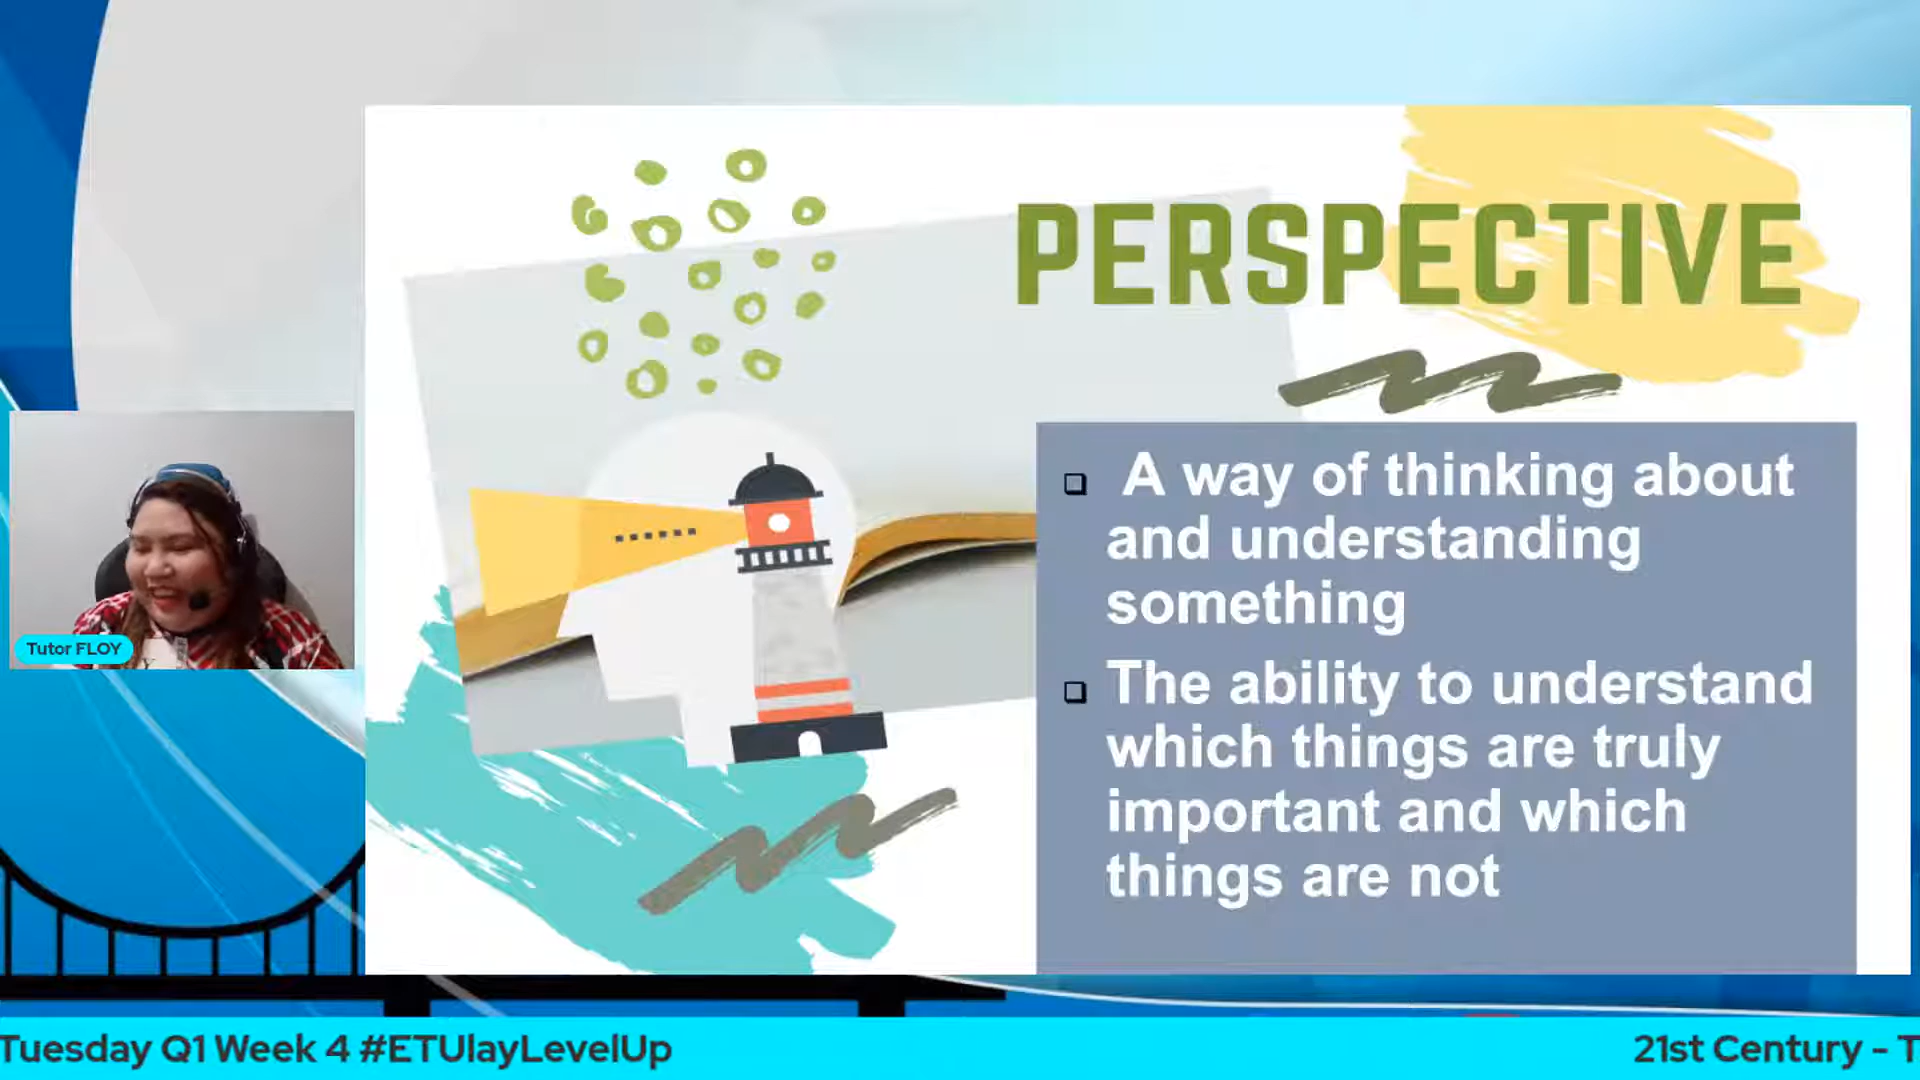 PERSPECTIVE
A way of thinking about
and understanding
something
The ability to understand
which things are truly
important and which
things are not
Tutor FLOY
Tuesday Q1 Week 4 #ETUlayLevelUp
21st Century - T